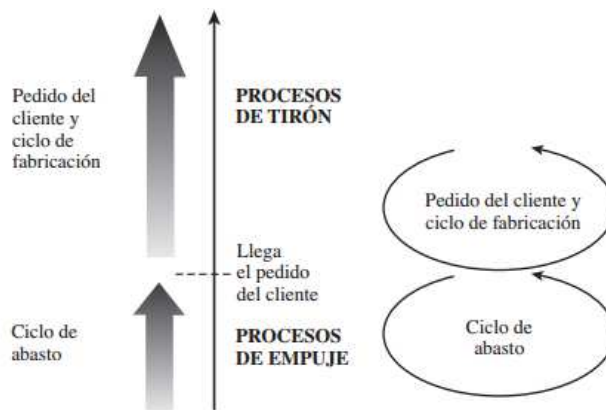 Pedido del
cliente y
ciclo de
fabricación
PROCESOS
DE TIRÓN
Pedido del cliente y
ciclo de fabricación
Llega
el pedido
del cliente
Ciclo de
abasto
PROCESOS
DE EMPUJE
Ciclo de
abasto